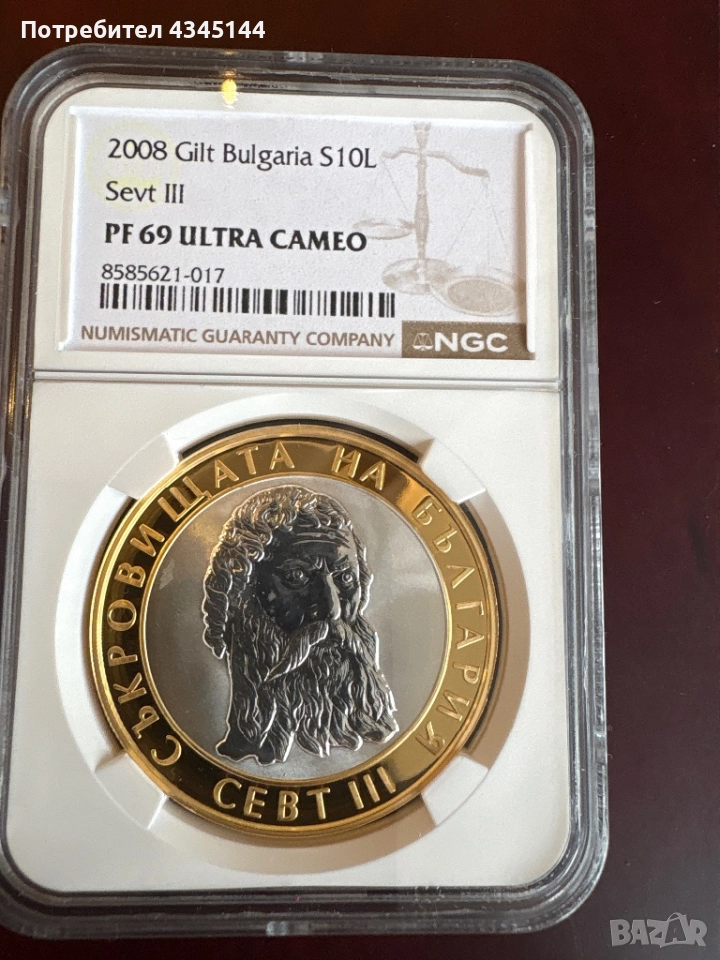 Потребител 4345144
2008 Gilt Bulgaria S10L
Sevt III
PF 69 ULTRA CAMEO
8585621-017
NUMISMATIC GUARANTY COMPANY NGC
СЪКРОВИЩАТА НА БЪЛГАРИЯ
СЕВТ III
BAZAR